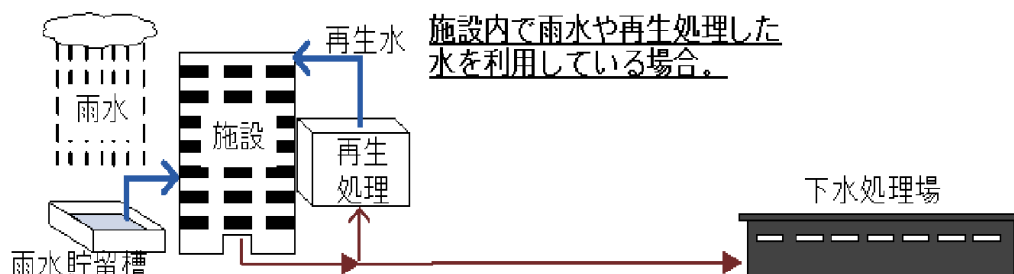 施設内で雨水や再生処理した
水を利用している場合。
再生水
雨水
施設
再生
処理
雨水貯留槽
下水処理場